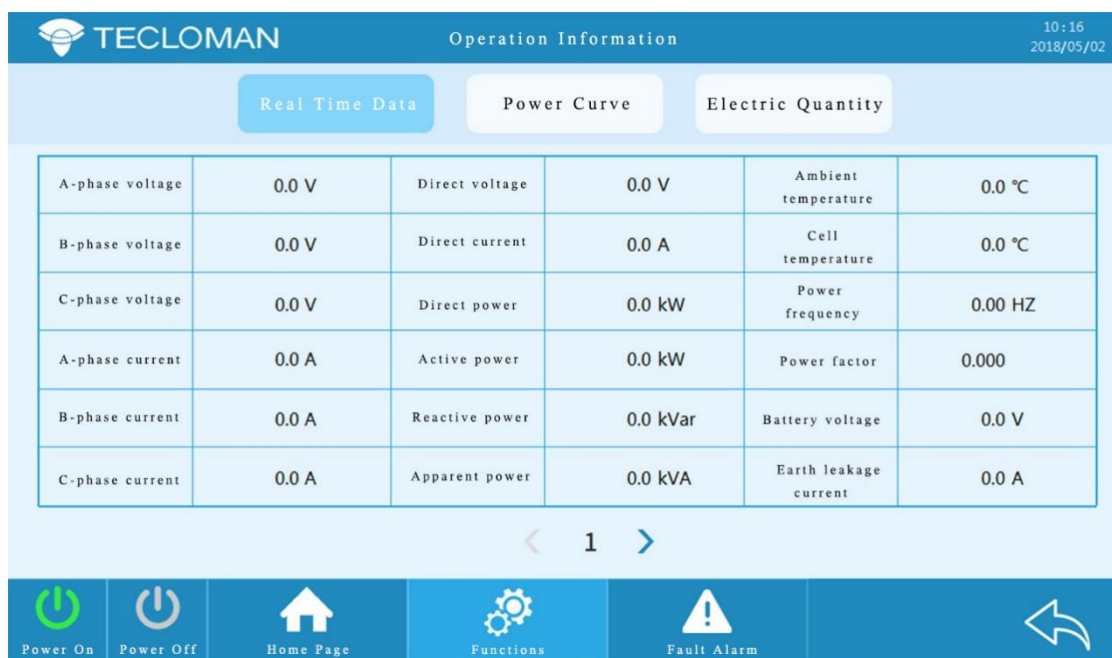 TECLOMAN
Operation Information
10:16
2018/05/02
Real Time Data
Power Curve
Electric Quantity
A-phase voltage 0.0 V Direct voltage 0.0 V Ambient temperature 0.0 ℃
B-phase voltage 0.0 V Direct current 0.0 A Cell temperature 0.0 ℃
C-phase voltage 0.0 V Direct power 0.0 kW Power frequency 0.00 HZ
A-phase current 0.0 A Active power 0.0 kW Power factor 0.000
B-phase current 0.0 A Reactive power 0.0 kVar Battery voltage 0.0 V
C-phase current 0.0 A Apparent power 0.0 kVA Earth leakage current 0.0 A
1
Power On
Power Off
Home Page
Functions
Fault Alarm